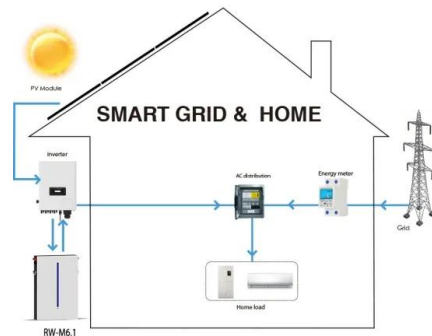 PV Module
SMART GRID & HOME
Inverter
AC distribution
Energy meter
Grid
Home load
RW-M6.1